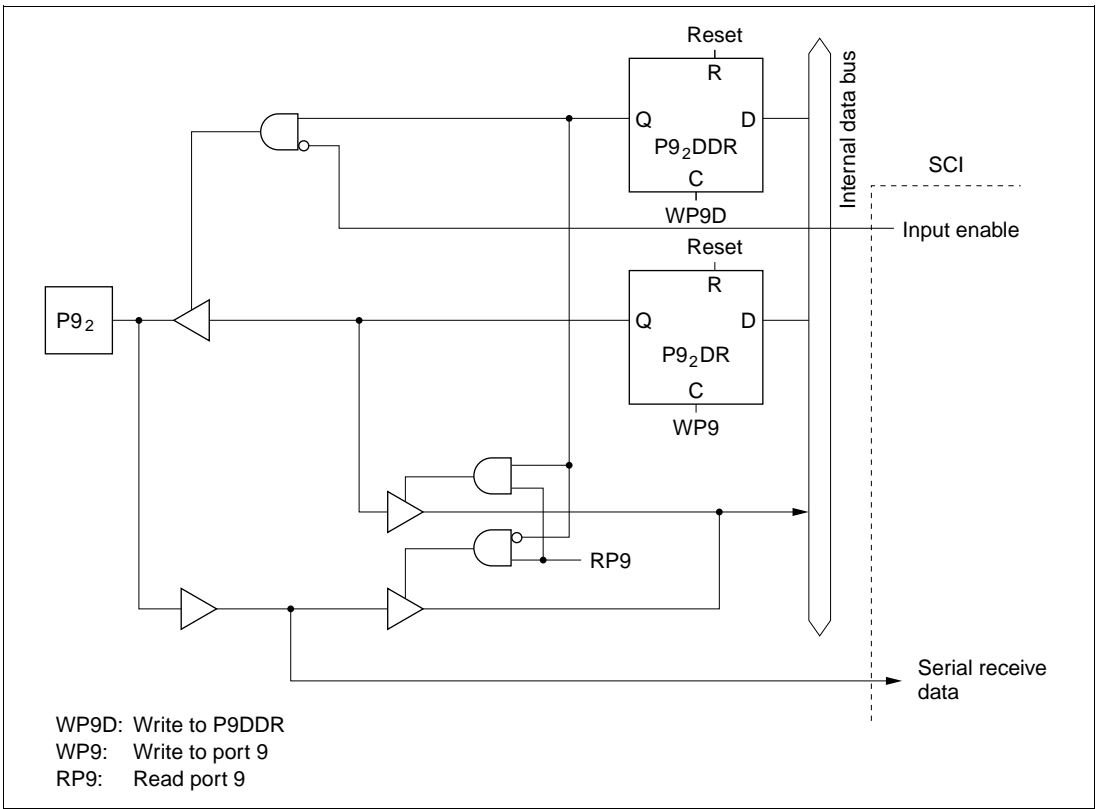 Reset
R
Q
D
P9₂DDR
C
WP9D
Internal data bus
SCI
Input enable
Reset
R
P9₂
Q
D
P9₂DR
C
WP9
RP9
Serial receive
data
WP9D: Write to P9DDR
WP9: Write to port 9
RP9: Read port 9